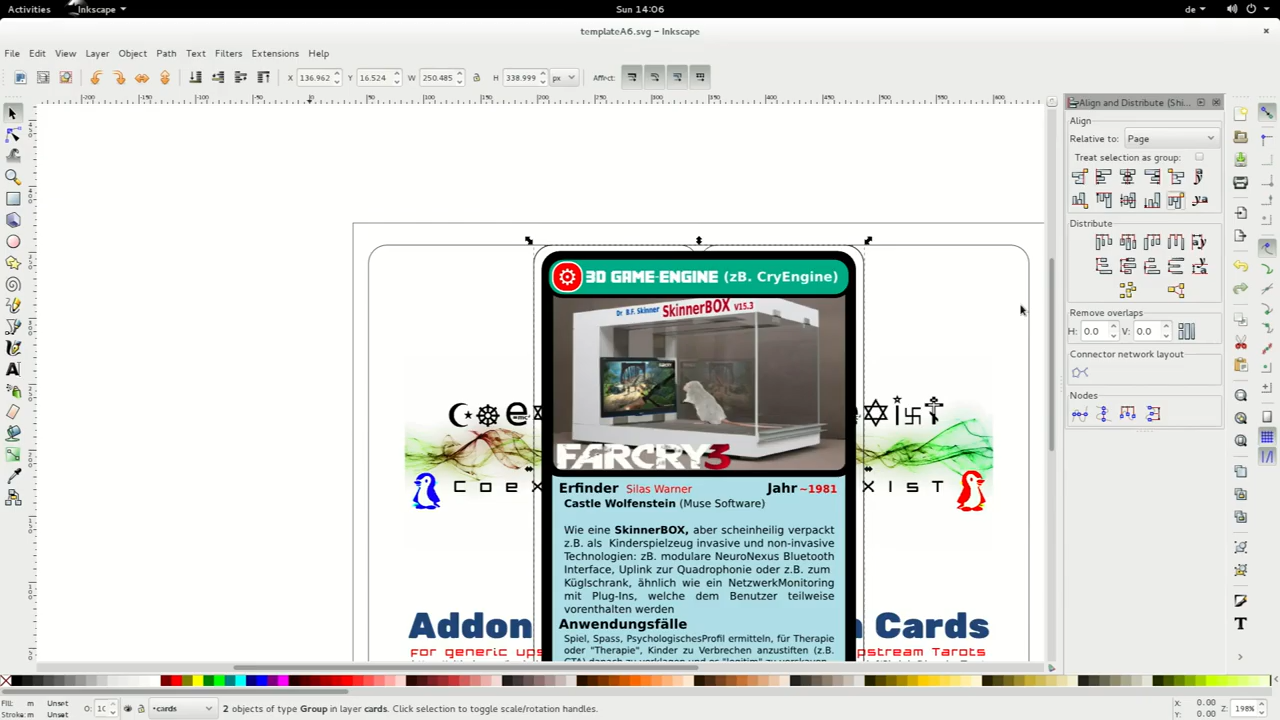 Activities Inkscape Sun 14:06 de
templateA6.svg – Inkscape
File Edit View Layer Object Path Text Filters Extensions Help
X 136.962 Y 16.524 W 250.485 H 338.999 px Affect:
Align and Distribute (Shi...
Align
Relative to: Page
Treat selection as group:
Distribute
Remove overlaps
H: 0.0 V: 0.0
Connector network layout
Nodes
3D GAME-ENGINE (zB. CryEngine)
Dr B.F. Skinner SkinnerBOX V15.3
FARCRY3
Erfinder Silas Warner Jahr ~1981
Castle Wolfenstein (Muse Software)
Wie eine SkinnerBOX, aber scheinheilig verpackt
z.B. als Kinderspielzeug invasive und non-invasive
Technologien: zB. modulare NeuroNexus Bluetooth
Interface, Uplink zur Quadrophonie oder z.B. zum
Küglschrank, ähnlich wie ein NetzwerkMonitoring
mit Plug-Ins, welche dem Benutzer teilweise
vorenthalten werden
Anwendungsfälle
Spiel, Spass, PsychologischesProfil ermitteln, für Therapie
oder "Therapie", Kinder zu Verbrechen anzustiften (z.B.
Coex
xist
Addon
Cards
for generic ups
pstream Tarots
Fill: m Unset
Stroke: m Unset
O: cards 2 objects of type Group in layer cards. Click selection to toggle scale/rotation handles.
X: 0.00
Y: 0.00
Z: 198%